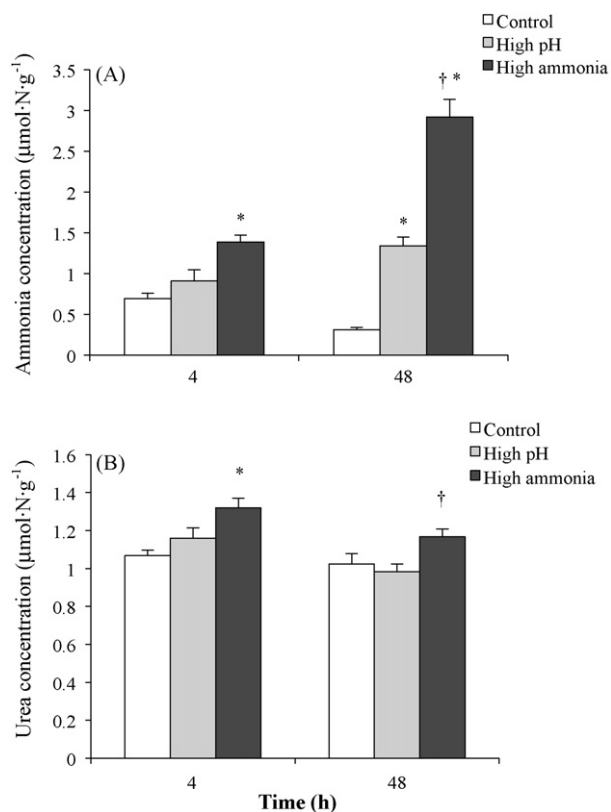 Control
High pH
High ammonia
(A)
Ammonia concentration (μmol·N·g⁻¹)
3.5
3
2.5
2
1.5
1
0.5
0
*
*
† *
4
48
Control
High pH
High ammonia
(B)
Urea concentration (μmol·N·g⁻¹)
1.6
1.4
1.2
1
0.8
0.6
0.4
0.2
0
*
†
4
48
Time (h)